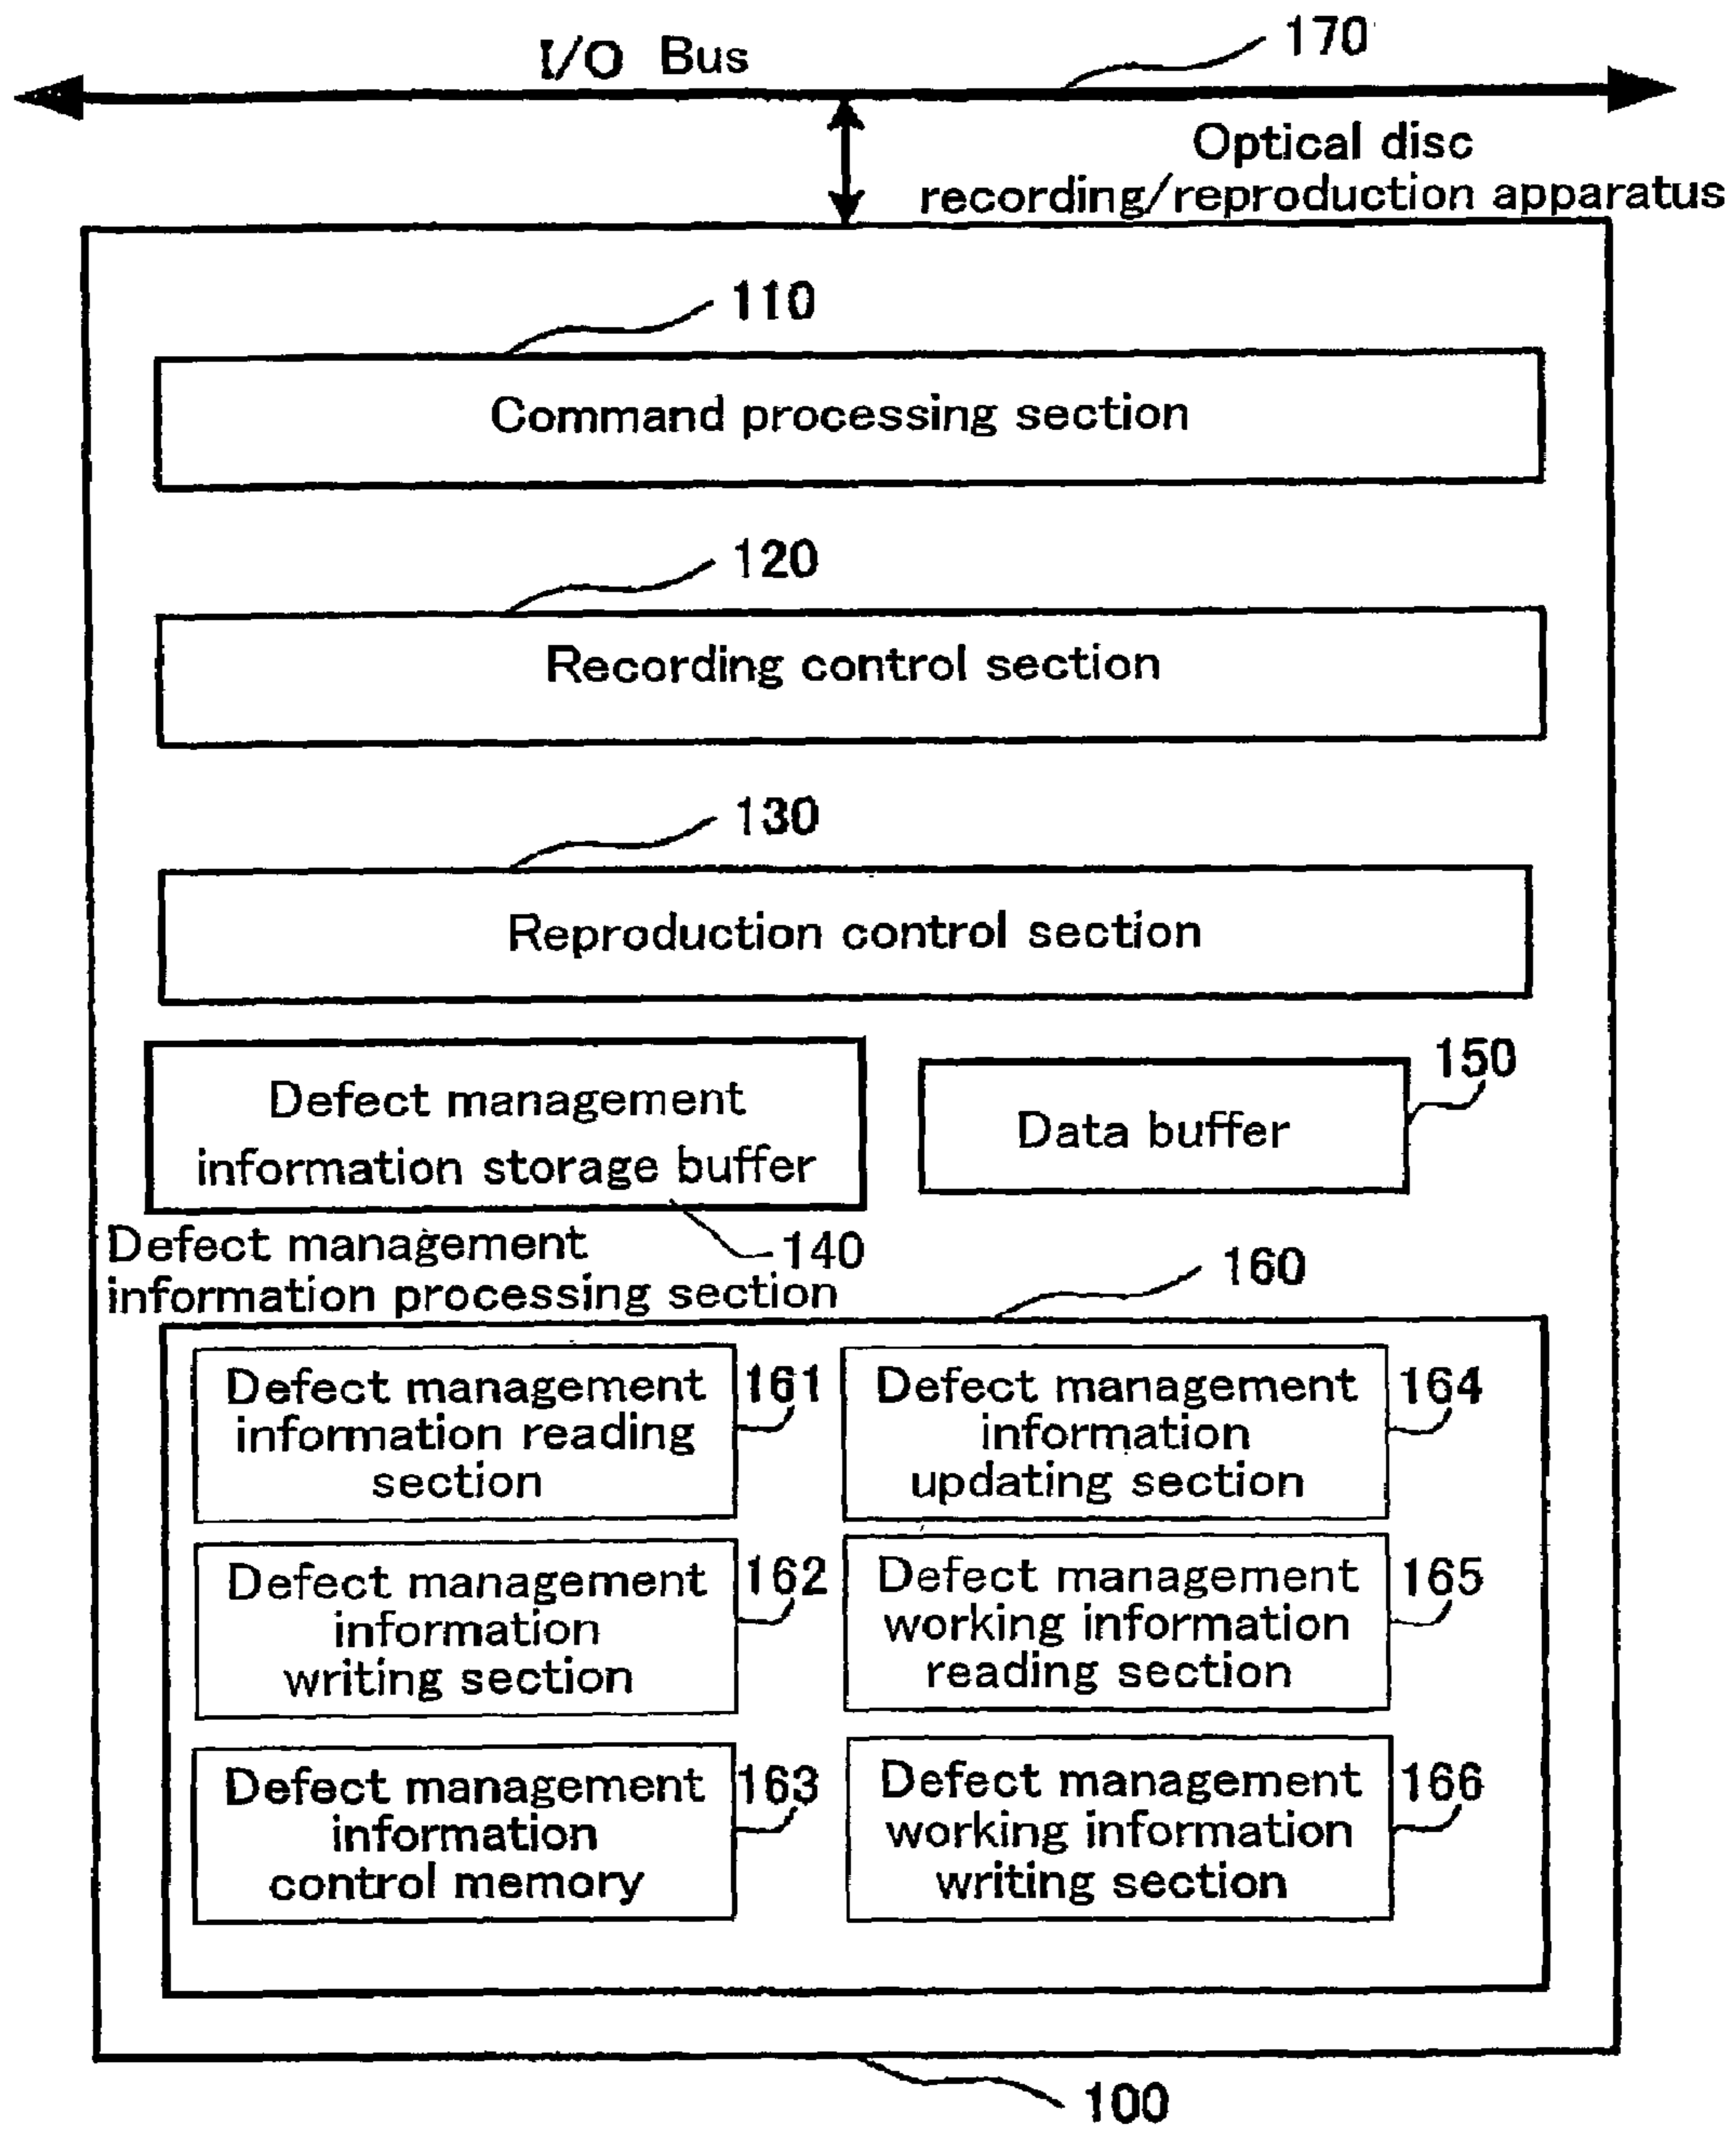 I/O Bus
170
Optical disc
recording/reproduction apparatus
110
Command processing section
120
Recording control section
130
Reproduction control section
Defect management
information storage buffer
140
150
Data buffer
Defect management
information processing section
160
Defect management
information reading
section
161
Defect management
information
updating section
164
Defect management
information
writing section
162
Defect management
working information
reading section
165
Defect management
information
control memory
163
Defect management
working information
writing section
166
100